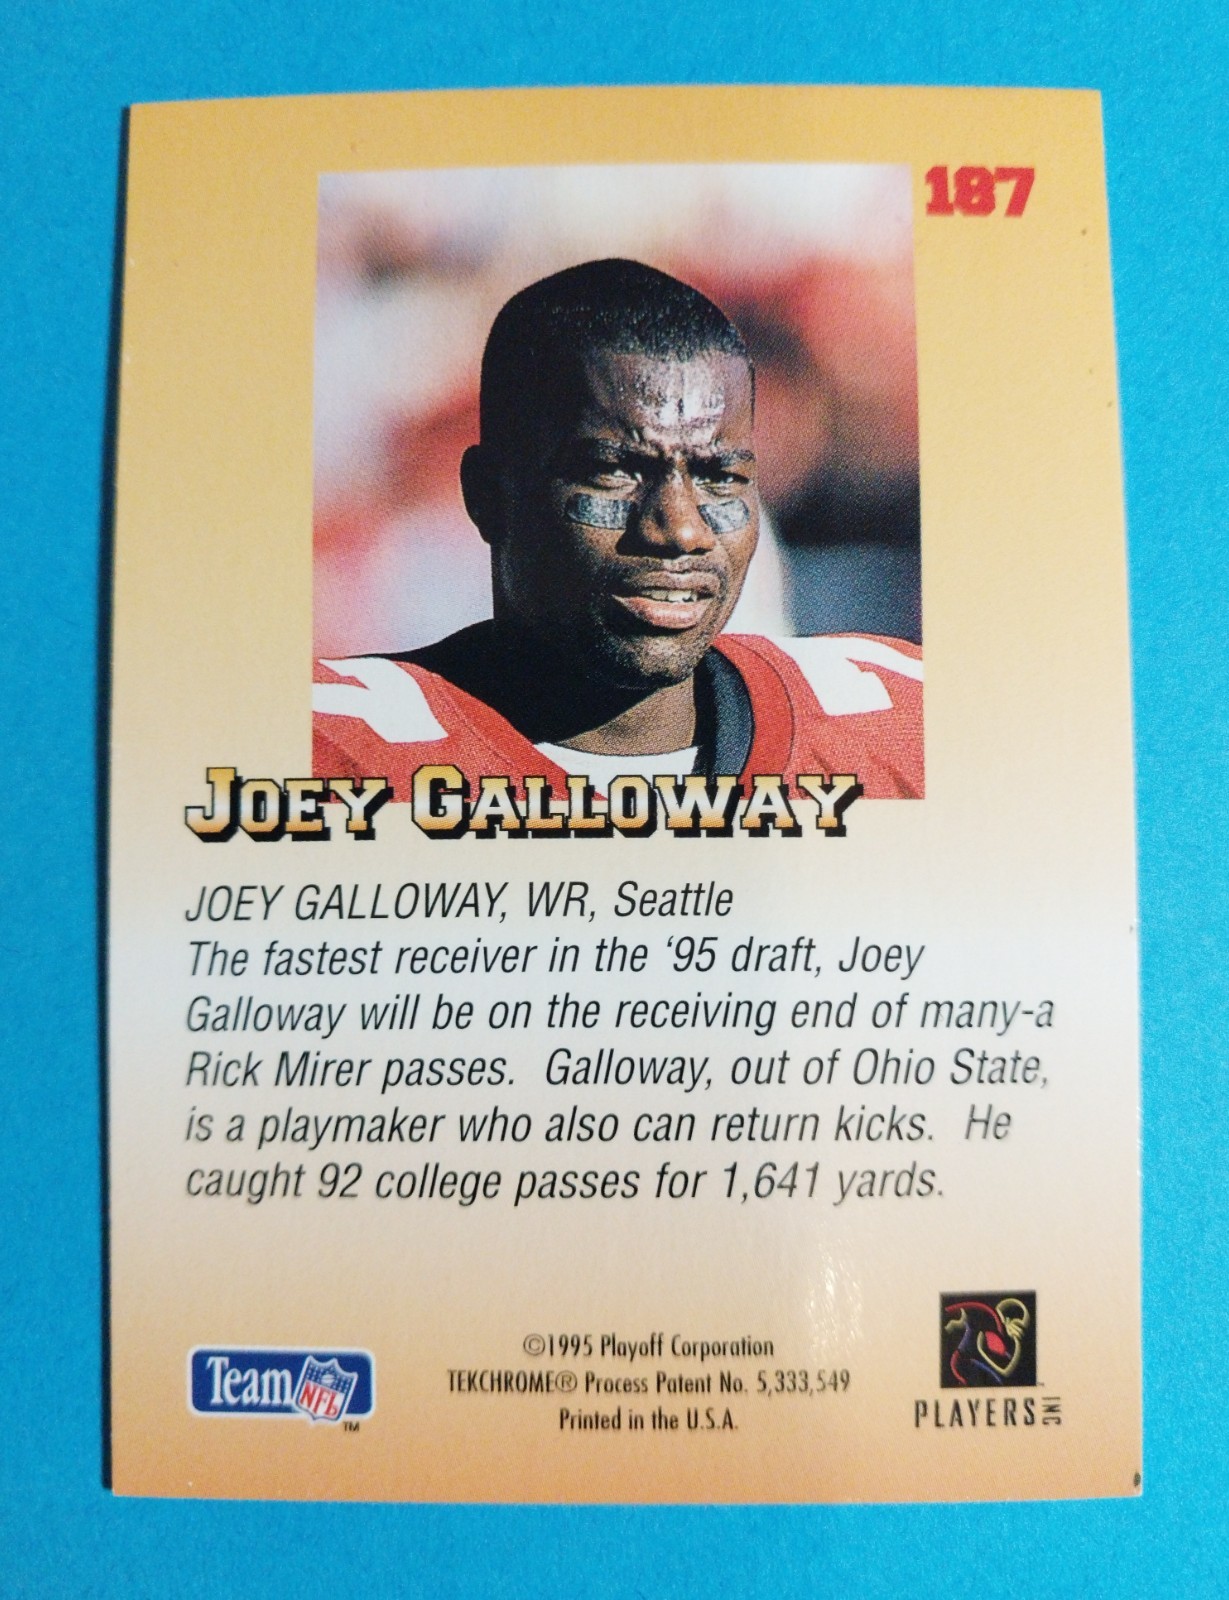 187
JOEY GALLOWAY
JOEY GALLOWAY, WR, Seattle
The fastest receiver in the ‘95 draft, Joey
Galloway will be on the receiving end of many-a
Rick Mirer passes. Galloway, out of Ohio State,
is a playmaker who also can return kicks. He
caught 92 college passes for 1,641 yards.
©1995 Playoff Corporation
TEKCHROME® Process Patent No. 5,333,549
Printed in the U.S.A.
Team NFL TM
PLAYERS INC